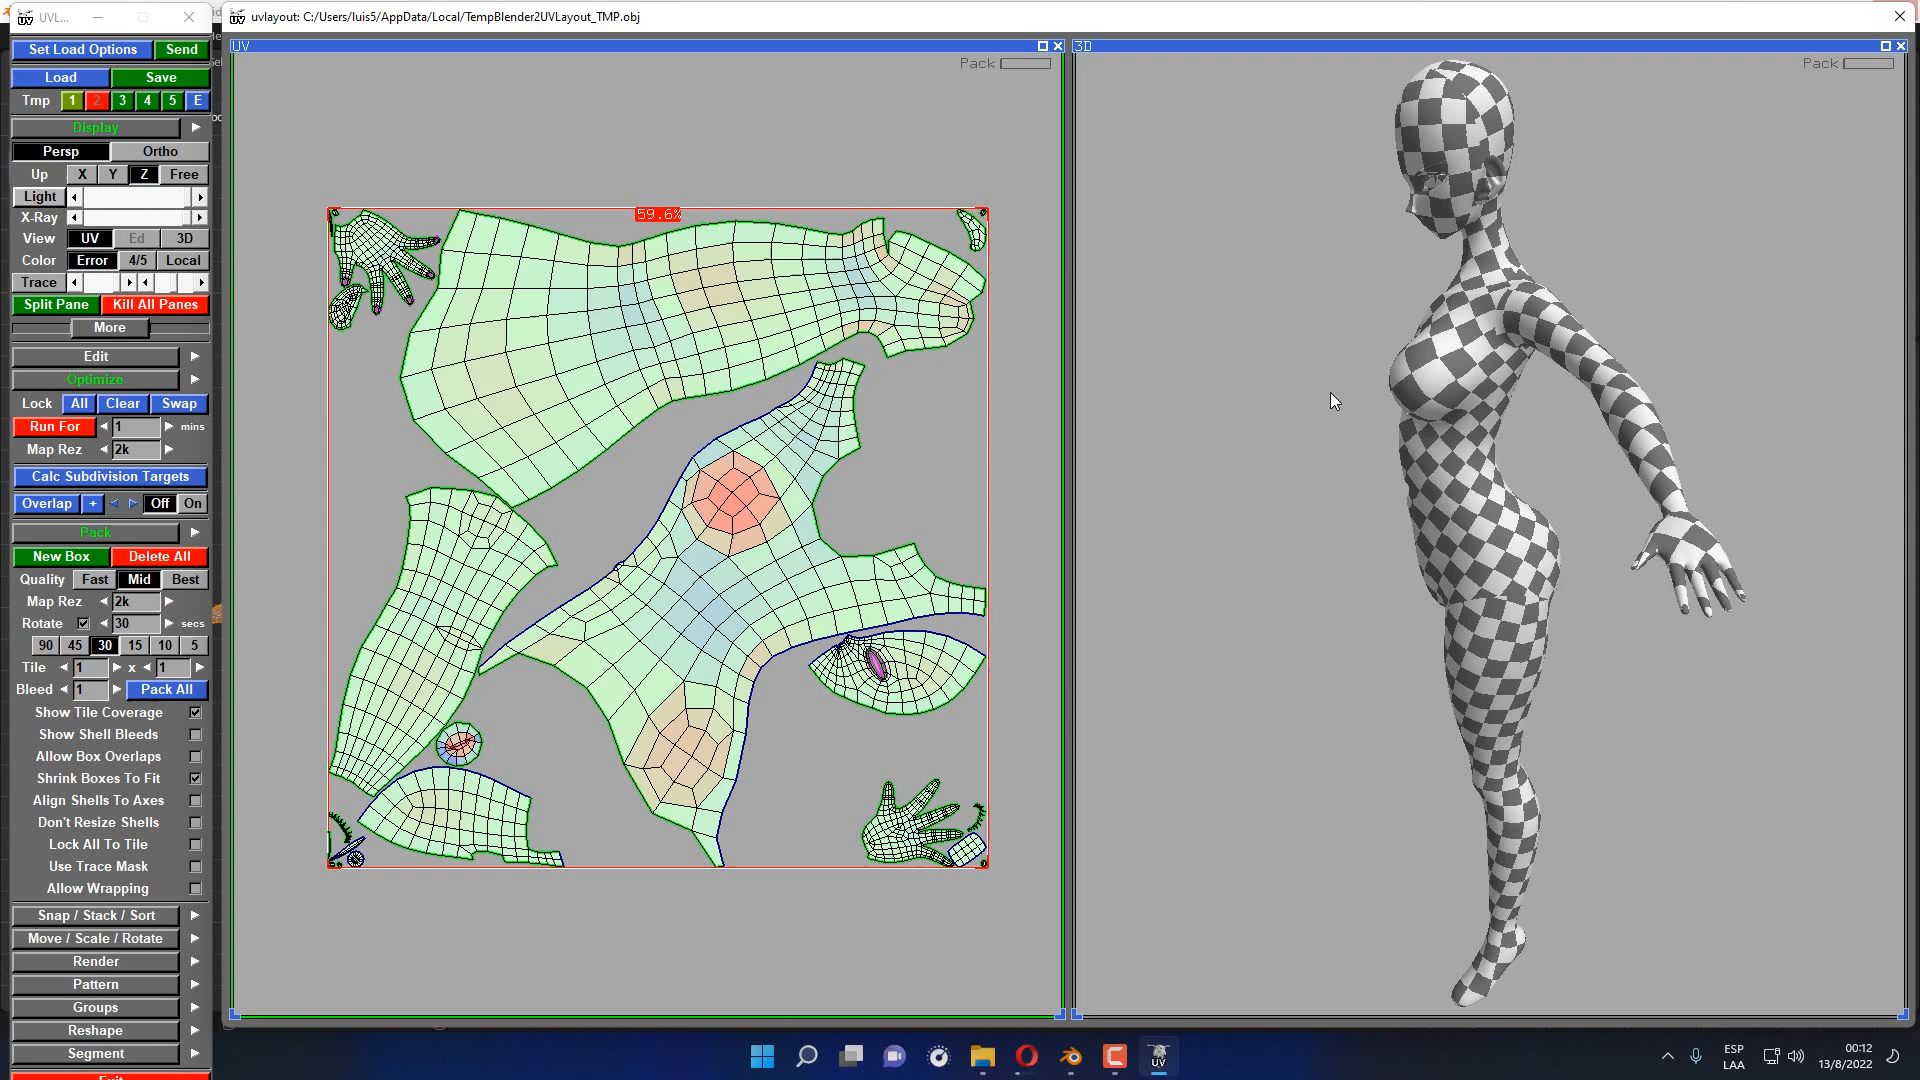 UVL...
uvlayout: C:/Users/luis5/AppData/Local/TempBlender2UVLayout_TMP.obj
Set Load Options Send
Load Save
Tmp 1 2 3 4 5 E
Display
Persp Ortho
Up X Y Z Free
Light
X-Ray
View UV Ed 3D
Color Error 4/5 Local
Trace
Split Pane Kill All Panes
More
Edit
Optimize
Lock All Clear Swap
Run For 1 mins
Map Rez 2k
Calc Subdivision Targets
Overlap + Off On
Pack
New Box Delete All
Quality Fast Mid Best
Map Rez 2k
Rotate 30 secs
90 45 30 15 10 5
Tile 1 x 1
Bleed 1 Pack All
Show Tile Coverage
Show Shell Bleeds
Allow Box Overlaps
Shrink Boxes To Fit
Align Shells To Axes
Don't Resize Shells
Lock All To Tile
Use Trace Mask
Allow Wrapping
Snap / Stack / Sort
Move / Scale / Rotate
Render
Pattern
Groups
Reshape
Segment
UV
Pack
59.6%
3D
Pack
UV
ESP
LAA
00:12
13/8/2022